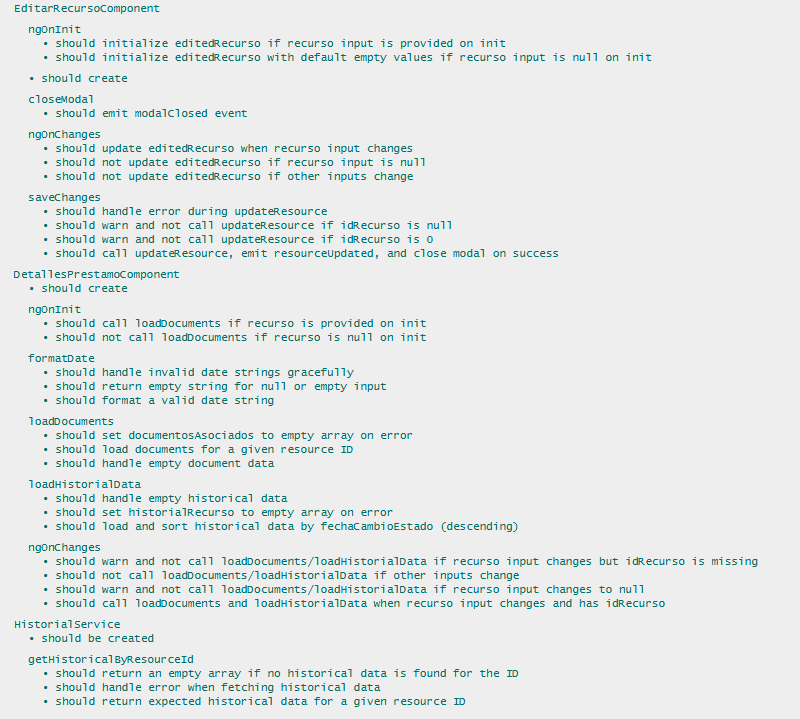 EditarRecursoComponent
ngOnInit
• should initialize editedRecurso if recurso input is provided on init
• should initialize editedRecurso with default empty values if recurso input is null on init
• should create
closeModal
• should emit modalClosed event
ngOnChanges
• should update editedRecurso when recurso input changes
• should not update editedRecurso if recurso input is null
• should not update editedRecurso if other inputs change
saveChanges
• should handle error during updateResource
• should warn and not call updateResource if idRecurso is null
• should warn and not call updateResource if idRecurso is 0
• should call updateResource, emit resourceUpdated, and close modal on success
DetallesPrestamoComponent
• should create
ngOnInit
• should call loadDocuments if recurso is provided on init
• should not call loadDocuments if recurso is null on init
formatDate
• should handle invalid date strings gracefully
• should return empty string for null or empty input
• should format a valid date string
loadDocuments
• should set documentosAsociados to empty array on error
• should load documents for a given resource ID
• should handle empty document data
loadHistorialData
• should handle empty historical data
• should set historialRecurso to empty array on error
• should load and sort historical data by fechaCambioEstado (descending)
ngOnChanges
• should warn and not call loadDocuments/loadHistorialData if recurso input changes but idRecurso is missing
• should not call loadDocuments/loadHistorialData if other inputs change
• should warn and not call loadDocuments/loadHistorialData if recurso input changes to null
• should call loadDocuments and loadHistorialData when recurso input changes and has idRecurso
HistorialService
• should be created
getHistoricalByResourceId
• should return an empty array if no historical data is found for the ID
• should handle error when fetching historical data
• should return expected historical data for a given resource ID